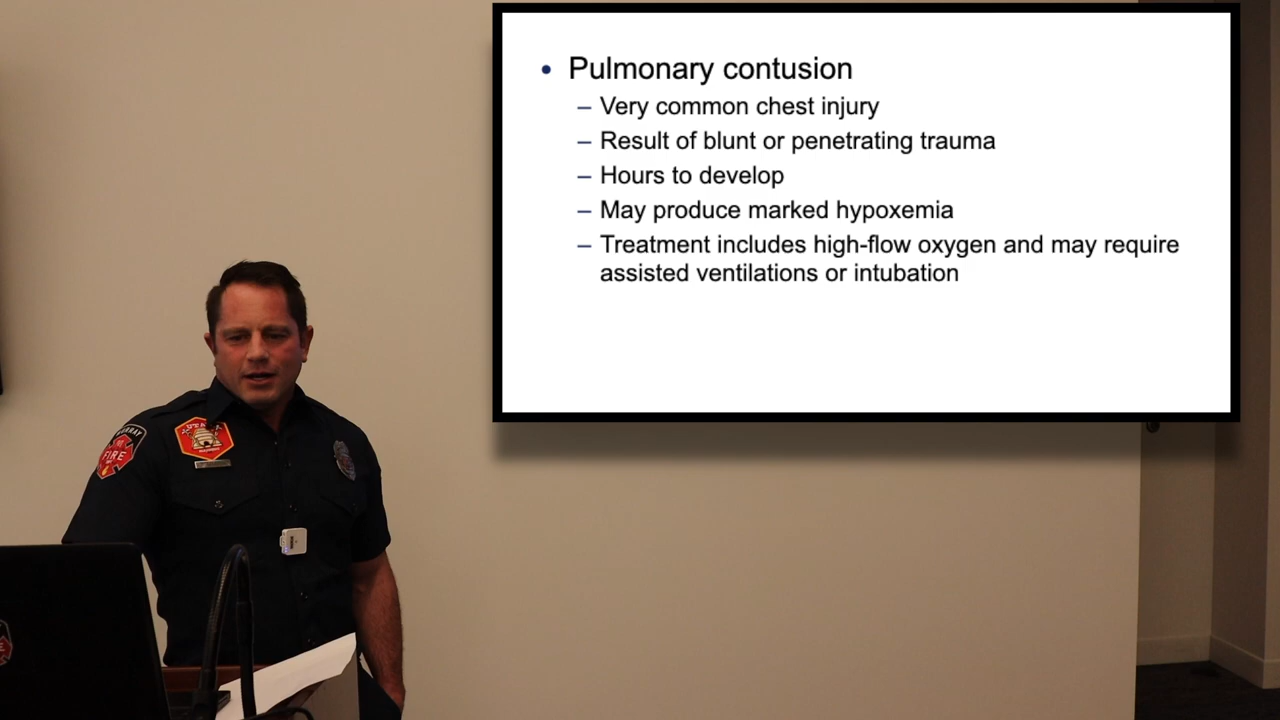 • Pulmonary contusion
– Very common chest injury
– Result of blunt or penetrating trauma
– Hours to develop
– May produce marked hypoxemia
– Treatment includes high-flow oxygen and may require
assisted ventilations or intubation
UTAH
FIRE